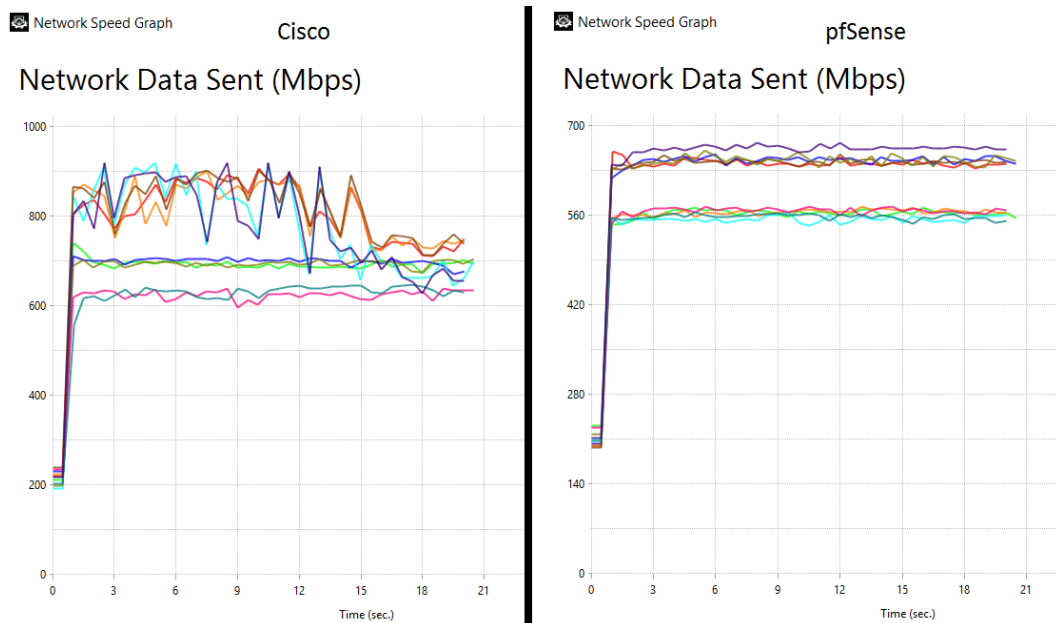 Network Speed Graph
Cisco
Network Data Sent (Mbps)
1000
800
600
400
200
0
0 3 6 9 12 15 18 21
Time (sec.)
Network Speed Graph
pfSense
Network Data Sent (Mbps)
700
560
420
280
140
0
0 3 6 9 12 15 18 21
Time (sec.)